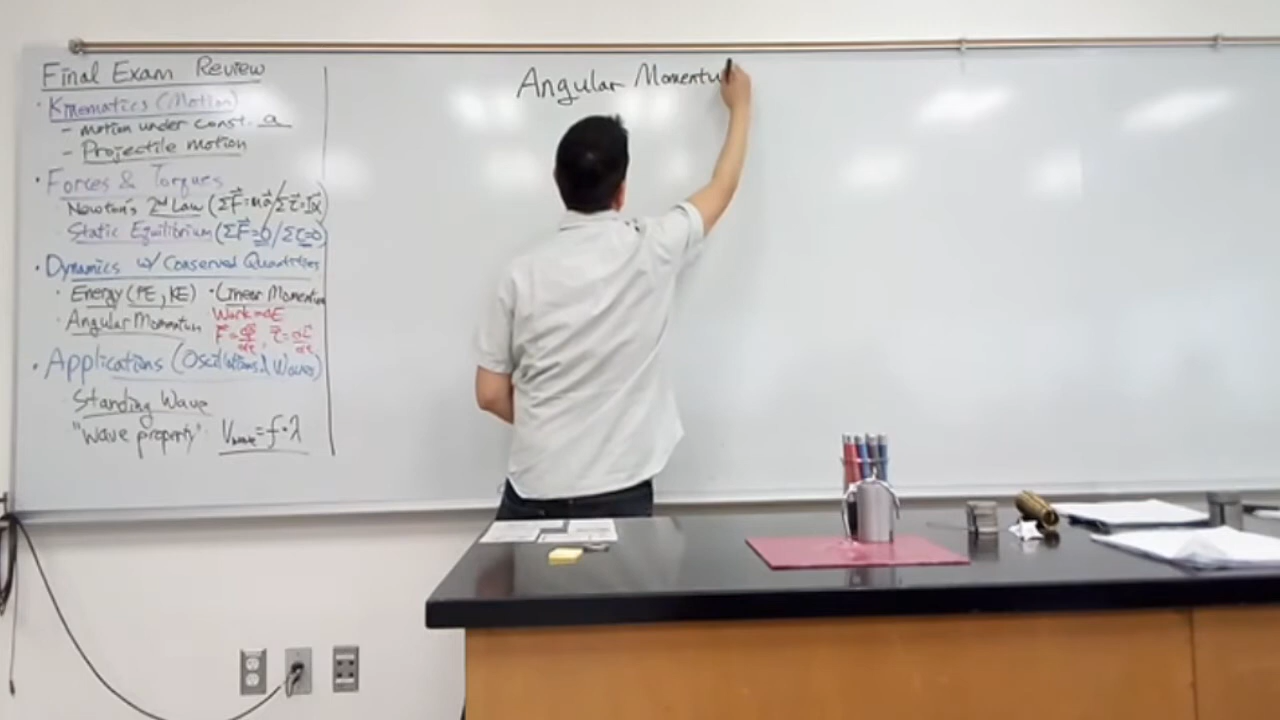 Final Exam Review
• Kinematics (Motion)
- motion under const. a
- Projectile motion
• Forces & Torques
Newton's 2nd Law (ΣF⃗=ma⃗/Στ⃗=Iα⃗)
Static Equilibrium (ΣF⃗=0/Στ=0)
• Dynamics w/ Conserved Quantities
• Energy (PE, KE) • Linear Momentum
• Angular Momentum
Work=ΔE
F⃗=dp⃗/dt, τ⃗=dL⃗/dt
• Applications (Oscillations & Waves)
Standing Wave
"Wave property" V_wave=f•λ
Angular Momentu